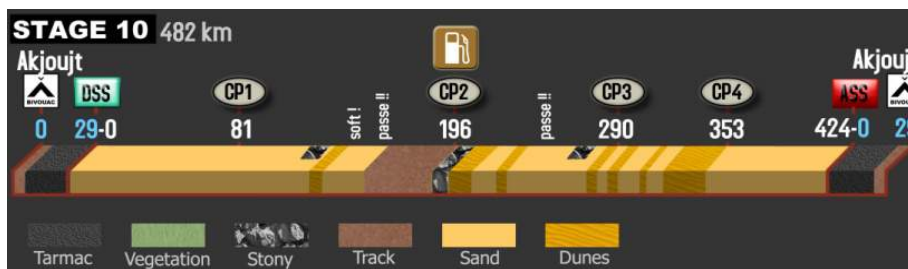 STAGE 10 482 km
Akjoujt
BIVOUAC
DSS
CP1
soft !
passe !!
CP2
passe !!
CP3
CP4
ASS
BIVOUAC
0
29-0
81
196
290
353
424-0
Tarmac
Vegetation
Stony
Track
Sand
Dunes